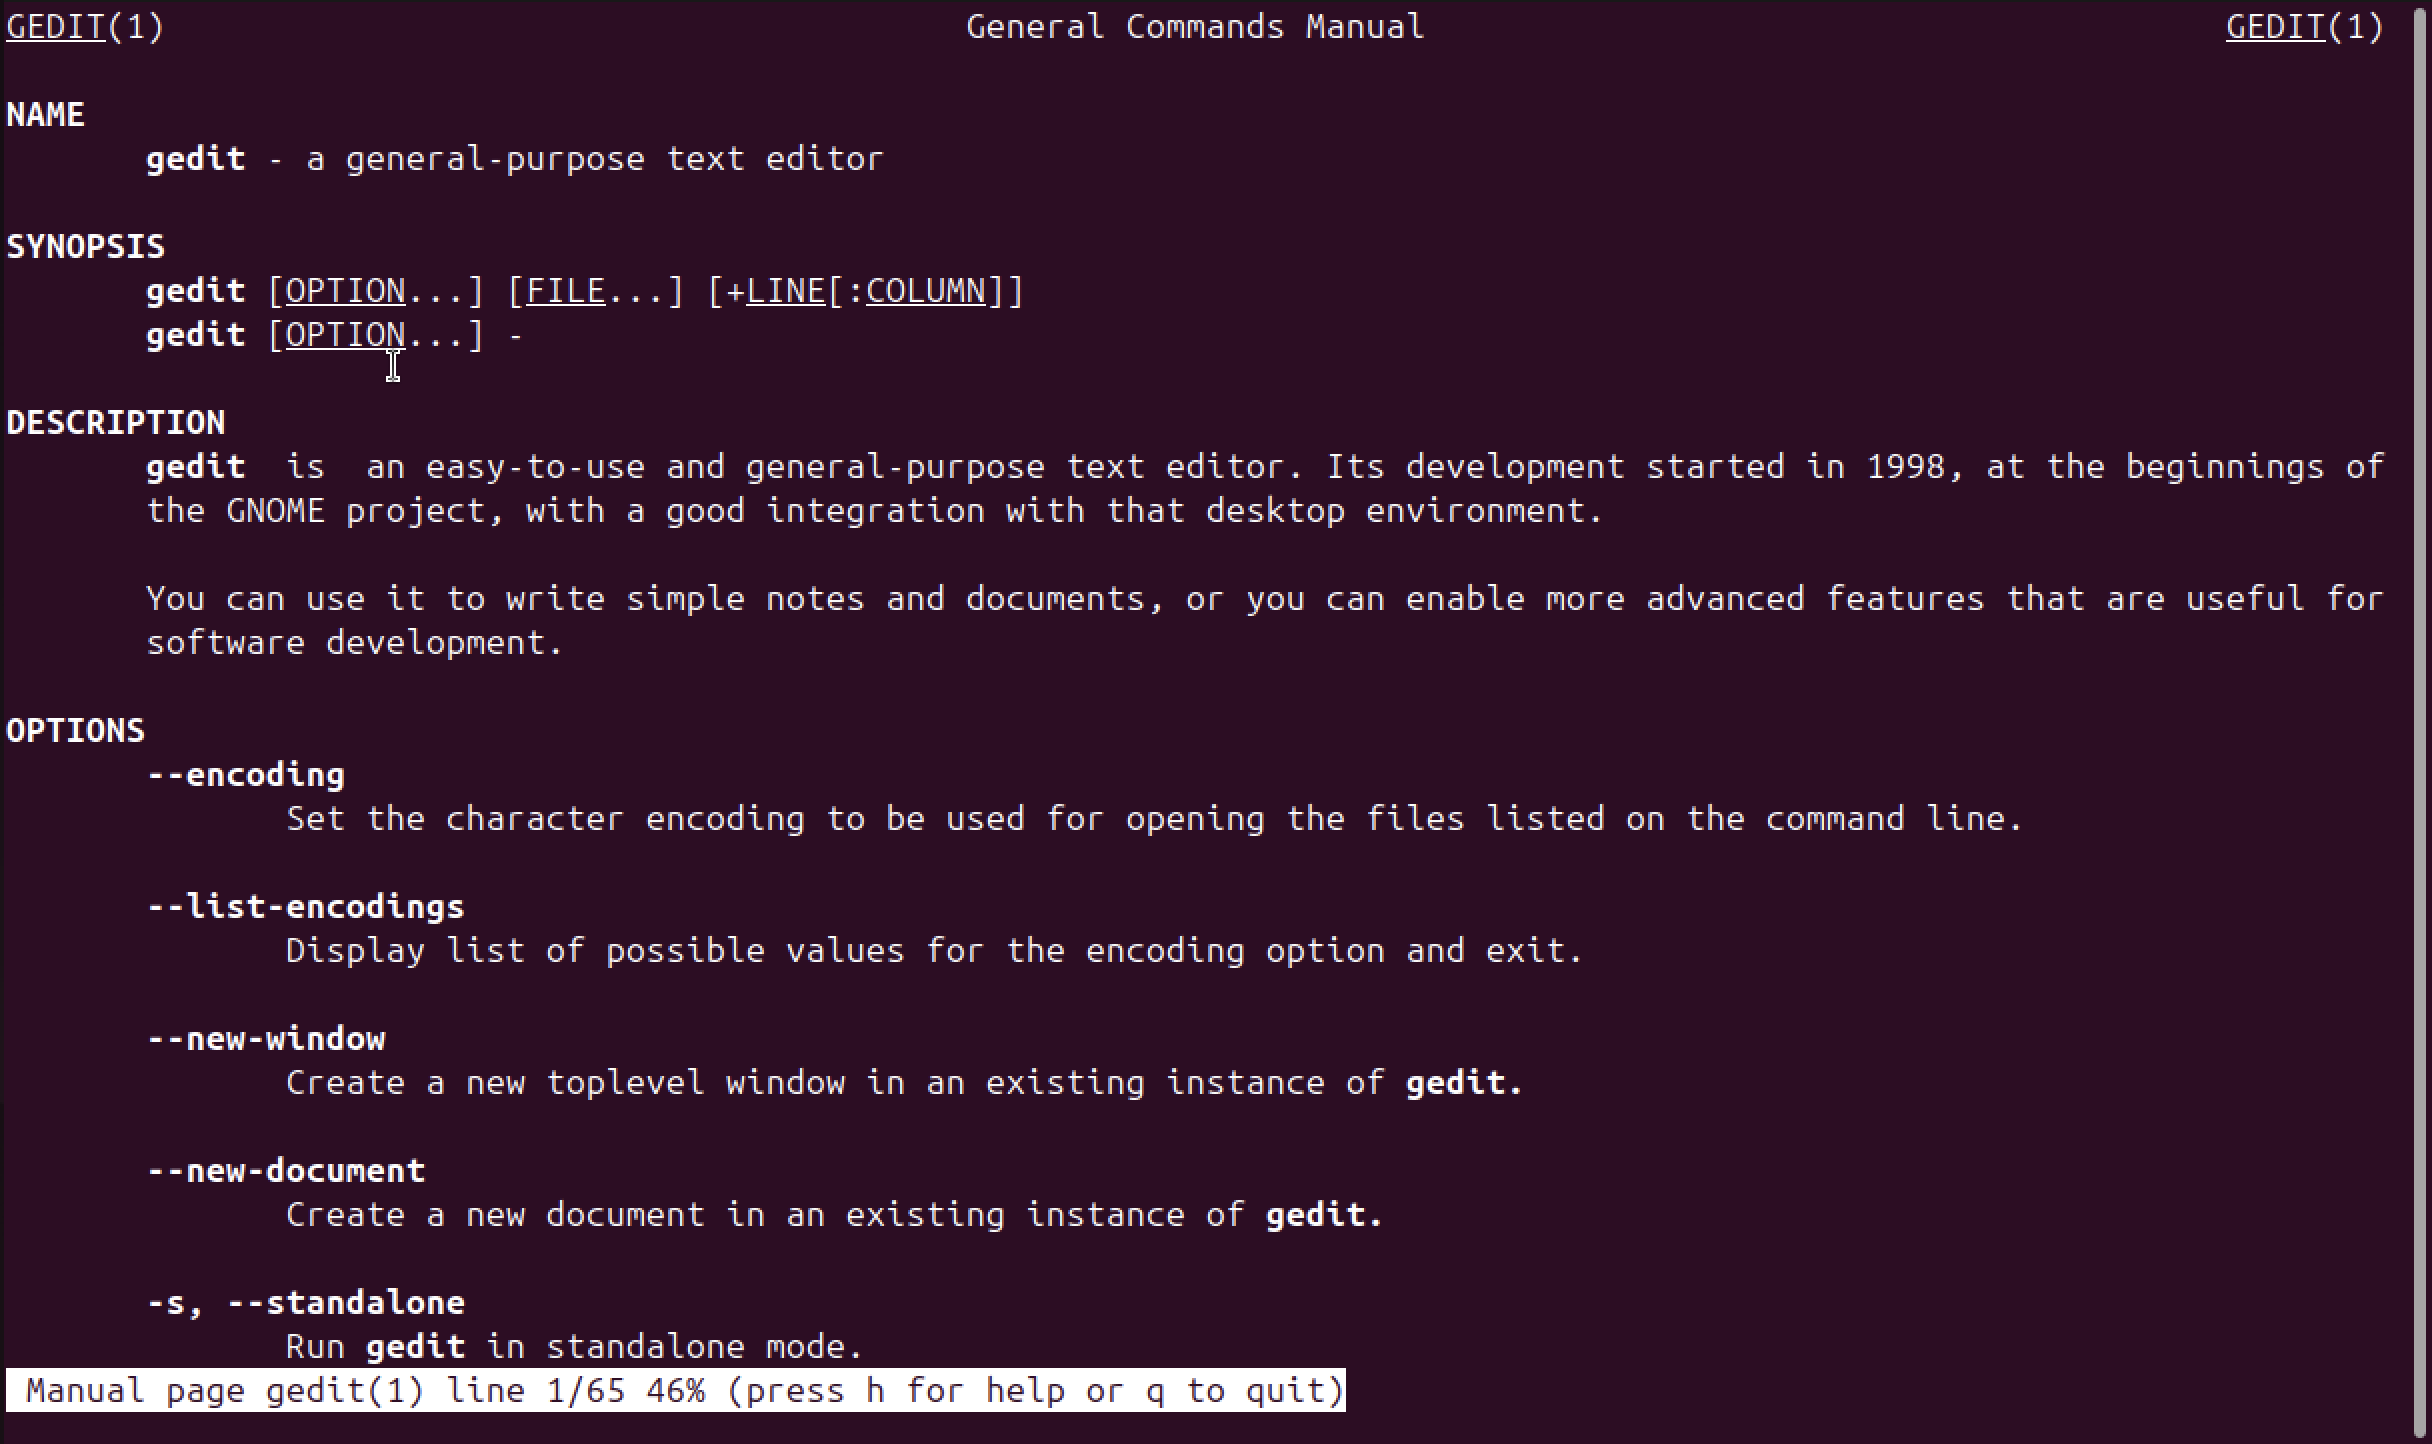 GEDIT(1) General Commands Manual GEDIT(1)
NAME
gedit - a general-purpose text editor
SYNOPSIS
gedit [OPTION...] [FILE...] [+LINE[:COLUMN]]
gedit [OPTION...] -
DESCRIPTION
gedit is an easy-to-use and general-purpose text editor. Its development started in 1998, at the beginnings of
the GNOME project, with a good integration with that desktop environment.
You can use it to write simple notes and documents, or you can enable more advanced features that are useful for
software development.
OPTIONS
--encoding
Set the character encoding to be used for opening the files listed on the command line.
--list-encodings
Display list of possible values for the encoding option and exit.
--new-window
Create a new toplevel window in an existing instance of gedit.
--new-document
Create a new document in an existing instance of gedit.
-s, --standalone
Run gedit in standalone mode.
Manual page gedit(1) line 1/65 46% (press h for help or q to quit)